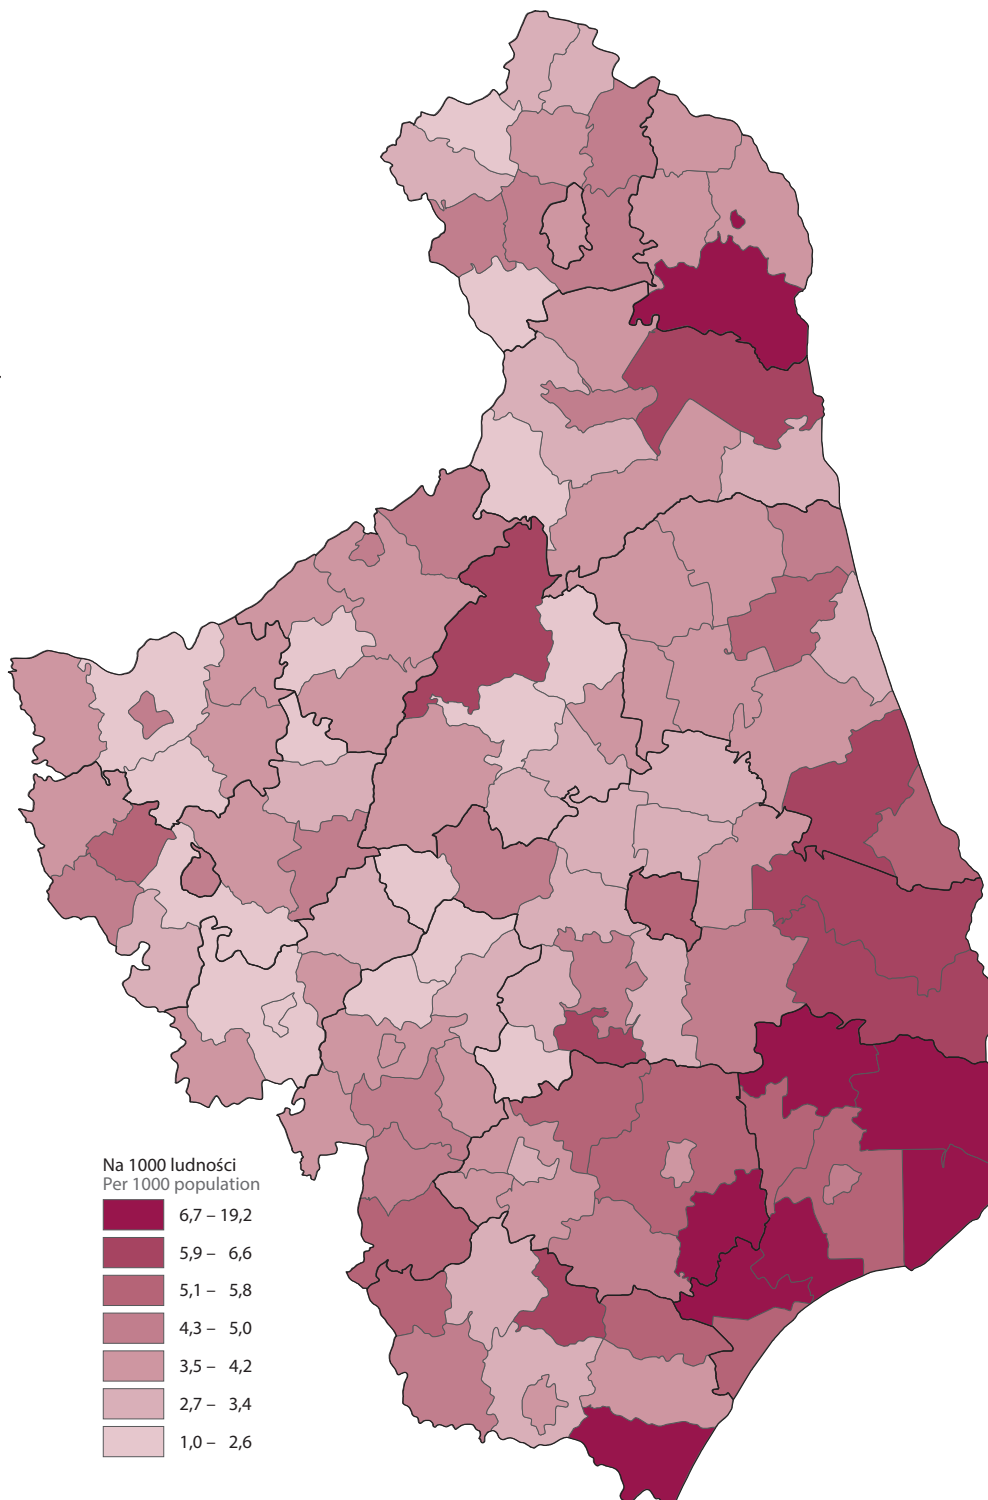 Na 1000 ludności
Per 1000 population
6,7 – 19,2
5,9 – 6,6
5,1 – 5,8
4,3 – 5,0
3,5 – 4,2
2,7 – 3,4
1,0 – 2,6